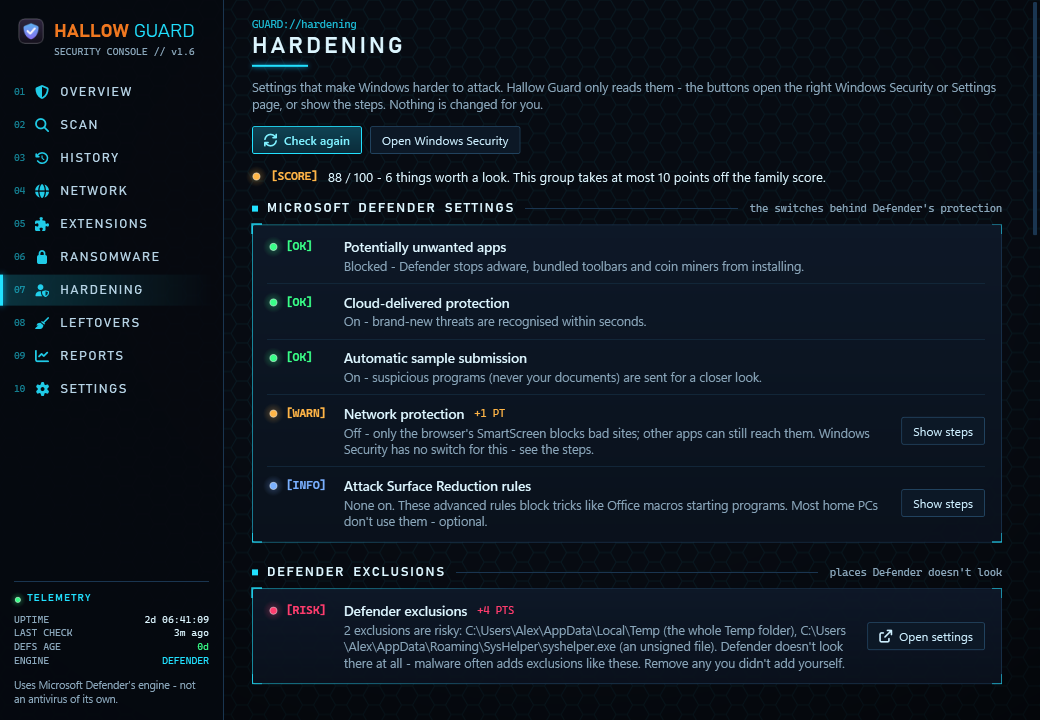 HALLOW GUARD
SECURITY CONSOLE // v1.6
01 OVERVIEW
02 SCAN
03 HISTORY
04 NETWORK
05 EXTENSIONS
06 RANSOMWARE
07 HARDENING
08 LEFTOVERS
09 REPORTS
10 SETTINGS
TELEMETRY
UPTIME 2d 06:41:09
LAST CHECK 3m ago
DEFS AGE 0d
ENGINE DEFENDER
Uses Microsoft Defender's engine - not
an antivirus of its own.
GUARD://hardening
HARDENING
Settings that make Windows harder to attack. Hallow Guard only reads them - the buttons open the right Windows Security or Settings
page, or show the steps. Nothing is changed for you.
Check again Open Windows Security
[SCORE] 88 / 100 - 6 things worth a look. This group takes at most 10 points off the family score.
MICROSOFT DEFENDER SETTINGS the switches behind Defender's protection
[OK] Potentially unwanted apps
Blocked - Defender stops adware, bundled toolbars and coin miners from installing.
[OK] Cloud-delivered protection
On - brand-new threats are recognised within seconds.
[OK] Automatic sample submission
On - suspicious programs (never your documents) are sent for a closer look.
[WARN] Network protection +1 PT
Off - only the browser's SmartScreen blocks bad sites; other apps can still reach them. Windows
Security has no switch for this - see the steps.
Show steps
[INFO] Attack Surface Reduction rules
None on. These advanced rules block tricks like Office macros starting programs. Most home PCs
don't use them - optional.
Show steps
DEFENDER EXCLUSIONS places Defender doesn't look
[RISK] Defender exclusions +4 PTS
2 exclusions are risky: C:\Users\Alex\AppData\Local\Temp (the whole Temp folder), C:\Users
\Alex\AppData\Roaming\SysHelper\syshelper.exe (an unsigned file). Defender doesn't look
there at all - malware often adds exclusions like these. Remove any you didn't add yourself.
Open settings